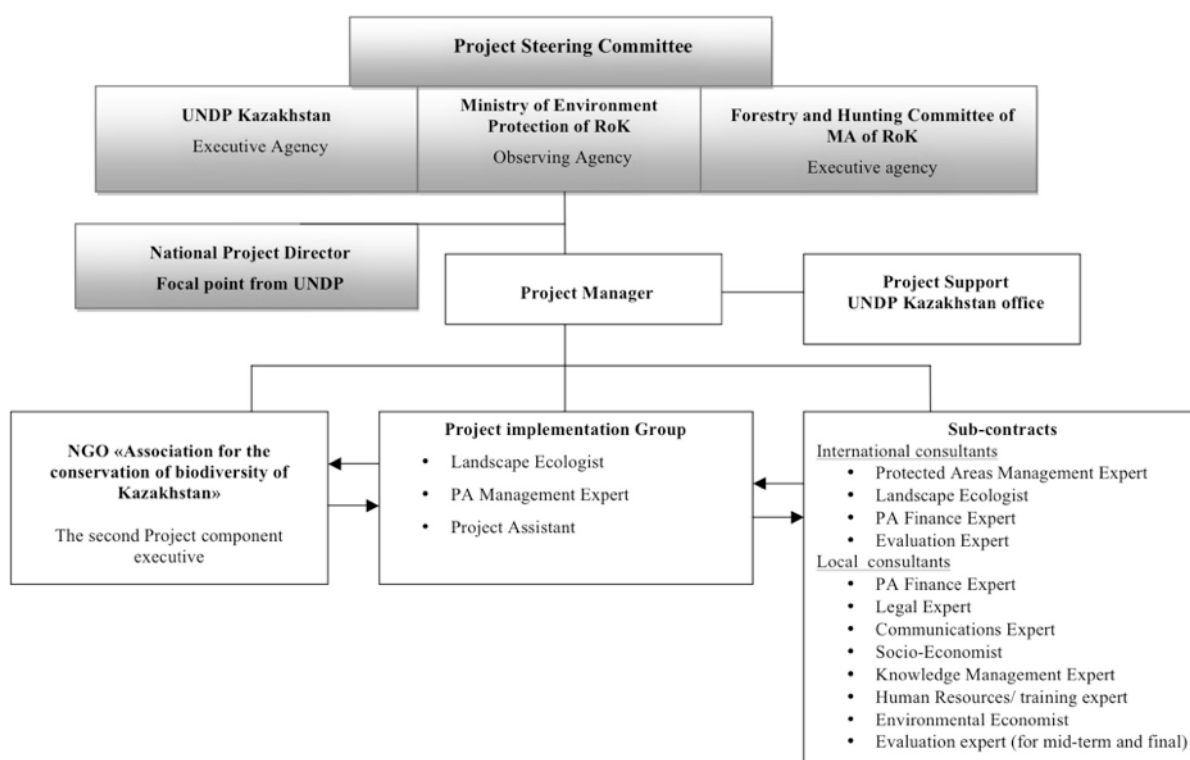 Project Steering Committee
UNDP Kazakhstan
Executive Agency
Ministry of Environment
Protection of RoK
Observing Agency
Forestry and Hunting Committee of
MA of RoK
Executive agency
National Project Director
Focal point from UNDP
Project Manager
Project Support
UNDP Kazakhstan office
NGO «Association for the
conservation of biodiversity of
Kazakhstan»
The second Project component
executive
Project implementation Group
• Landscape Ecologist
• PA Management Expert
• Project Assistant
Sub-contracts
International consultants
• Protected Areas Management Expert
• Landscape Ecologist
• PA Finance Expert
• Evaluation Expert
Local consultants
• PA Finance Expert
• Legal Expert
• Communications Expert
• Socio-Economist
• Knowledge Management Expert
• Human Resources/ training expert
• Environmental Economist
• Evaluation expert (for mid-term and final)